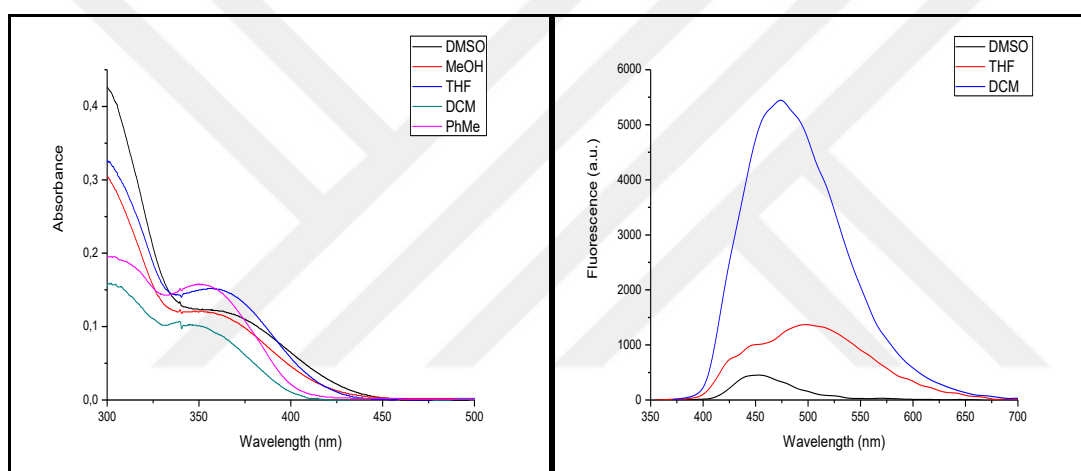 DMSO
MeOH
THF
DCM
PhMe
Absorbance
0,4
0,3
0,2
0,1
0,0
300 350 400 450 500
Wavelength (nm)
DMSO
THF
DCM
Fluorescence (a.u.)
6000
5000
4000
3000
2000
1000
0
350 400 450 500 550 600 650 700
Wavelength (nm)